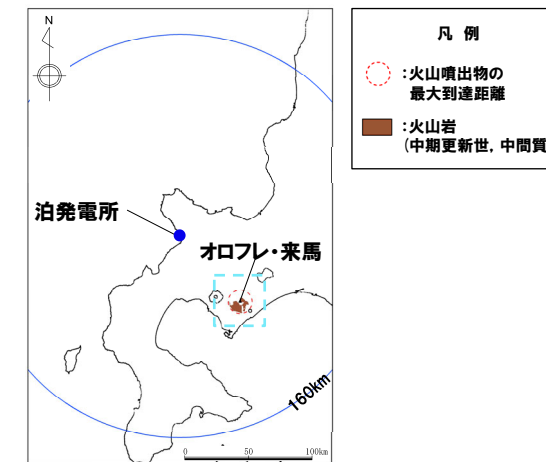 N
凡 例
:火山噴出物の
最大到達距離
:火山岩
(中期更新世, 中間質
泊発電所
オロフレ・来馬
160km
0 50 100km